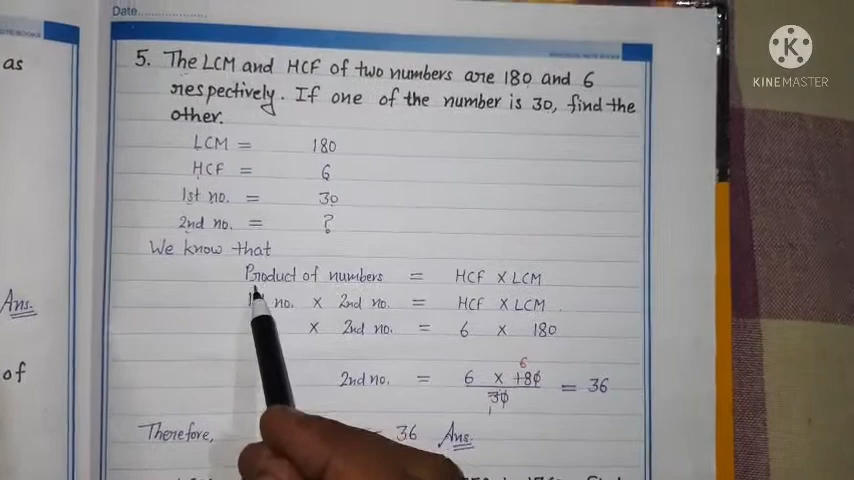 Date
NOTE BOOKS
as
K
KINEMASTER
5. The LCM and HCF of two numbers are 180 and 6
respectively. If one of the number is 30, find the
other.
LCM = 180
HCF = 6
1st no. = 30
2nd no. = ?
We know that
Product of numbers = HCF X LCM
no. X 2nd no. = HCF X LCM
X 2nd no. = 6 X 180
6
2nd no. = 6 X 180 = 36
30
1
Therefore, = 36 Ans.
Ans.
of